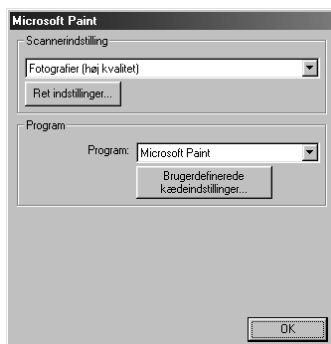 Microsoft Paint
Scannerindstilling
Fotografier (høj kvalitet)
Ret indstillinger...
Program
Program: Microsoft Paint
Brugerdefinerede
kædeindstillinger...
OK